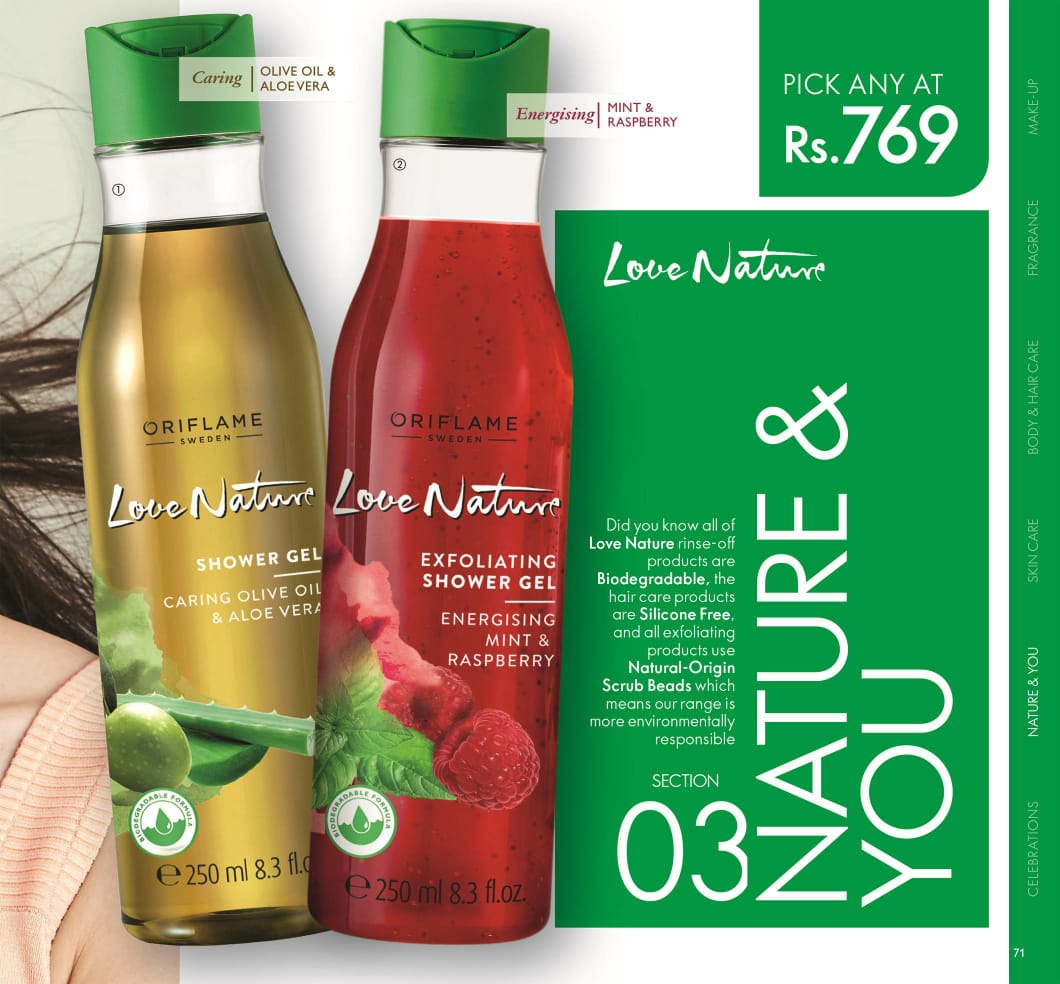 Caring
OLIVE OIL &
ALOE VERA
Energising
MINT &
RASPBERRY
PICK ANY AT
Rs.769
①
②
ORIFLAME
SWEDEN
Love Nature
SHOWER GEL
CARING OLIVE OIL
& ALOE VERA
BIODEGRADABLE FORMULA
e 250 ml 8.3 fl.o
ORIFLAME
SWEDEN
Love Nature
EXFOLIATING
SHOWER GEL
ENERGISING
MINT &
RASPBERRY
BIODEGRADABLE FORMULA
e 250 ml 8.3 fl.oz.
Love Nature
Did you know all of
Love Nature rinse-off
products are
Biodegradable, the
hair care products
are Silicone Free,
and all exfoliating
products use
Natural-Origin
Scrub Beads which
means our range is
more environmentally
responsible
SECTION
03
NATURE &
YOU
MAKE-UP
FRAGRANCE
BODY & HAIR CARE
SKIN CARE
NATURE & YOU
CELEBRATIONS
71